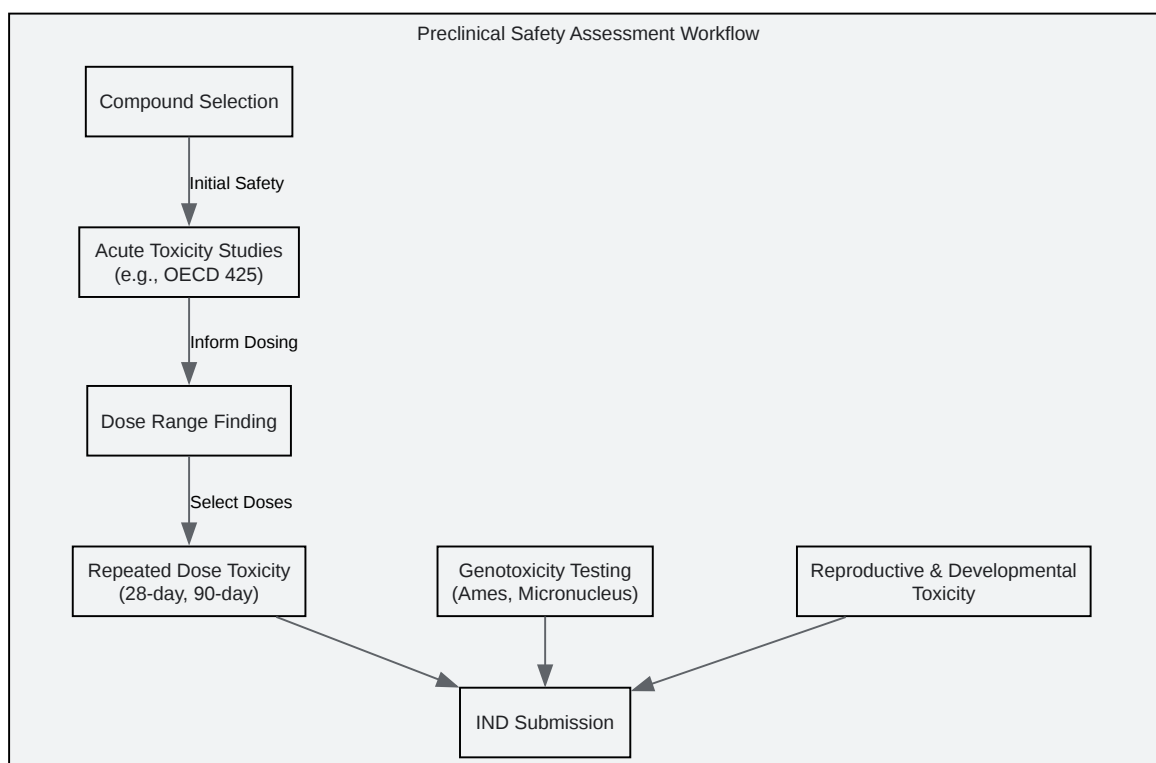 Preclinical Safety Assessment Workflow
Compound Selection
Initial Safety
Acute Toxicity Studies
(e.g., OECD 425)
Inform Dosing
Dose Range Finding
Select Doses
Repeated Dose Toxicity
(28-day, 90-day)
Genotoxicity Testing
(Ames, Micronucleus)
Reproductive & Developmental
Toxicity
IND Submission